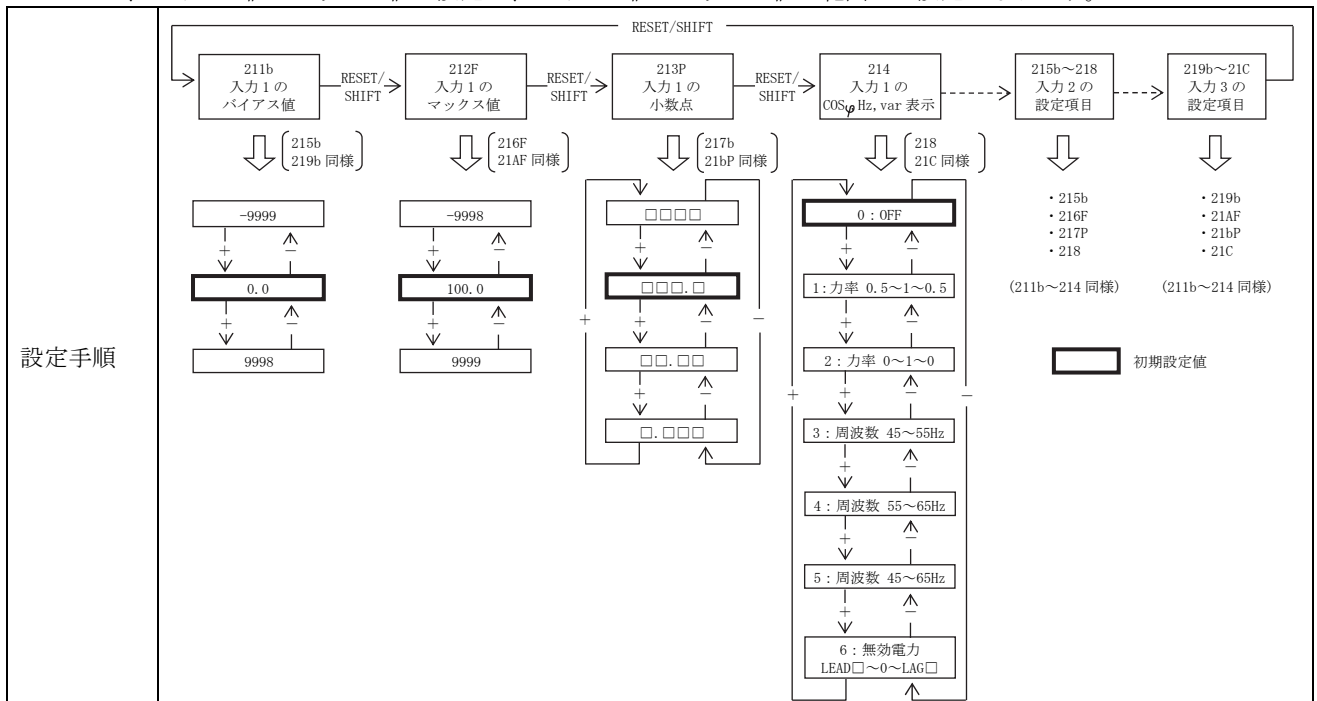 設定手順
RESET/SHIFT
211b
入力1の
バイアス値
RESET/
SHIFT
212F
入力1の
マックス値
RESET/
SHIFT
213P
入力1の
小数点
RESET/
SHIFT
214
入力1の
COSφ Hz, var 表示
215b~218
入力2の
設定項目
219b~21C
入力3の
設定項目
215b
219b 同様
216F
21AF 同様
217b
21bP 同様
218
21C 同様
-9999
+ −
0.0
+ −
9998
-9998
+ −
100.0
+ −
9999
□□□□
+ −
□□□.□
+ −
□□.□□
+ −
□.□□□
+ −
0：OFF
+ −
1：力率 0.5~1~0.5
+ −
2：力率 0~1~0
+ −
3：周波数 45~55Hz
+ −
4：周波数 55~65Hz
+ −
5：周波数 45~65Hz
+ −
6：無効電力
LEAD□~0~LAG□
+ −
・215b
・216F
・217P
・218
(211b~214 同様)
・219b
・21AF
・21bP
・21C
(211b~214 同様)
初期設定値